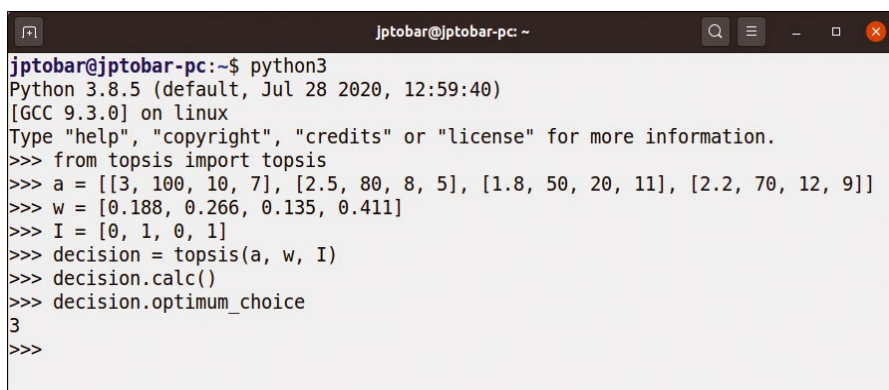 jptobar@jptobar-pc: ~
jptobar@jptobar-pc:~$ python3
Python 3.8.5 (default, Jul 28 2020, 12:59:40)
[GCC 9.3.0] on linux
Type "help", "copyright", "credits" or "license" for more information.
>>> from topsis import topsis
>>> a = [[3, 100, 10, 7], [2.5, 80, 8, 5], [1.8, 50, 20, 11], [2.2, 70, 12, 9]]
>>> w = [0.188, 0.266, 0.135, 0.411]
>>> I = [0, 1, 0, 1]
>>> decision = topsis(a, w, I)
>>> decision.calc()
>>> decision.optimum_choice
3
>>>